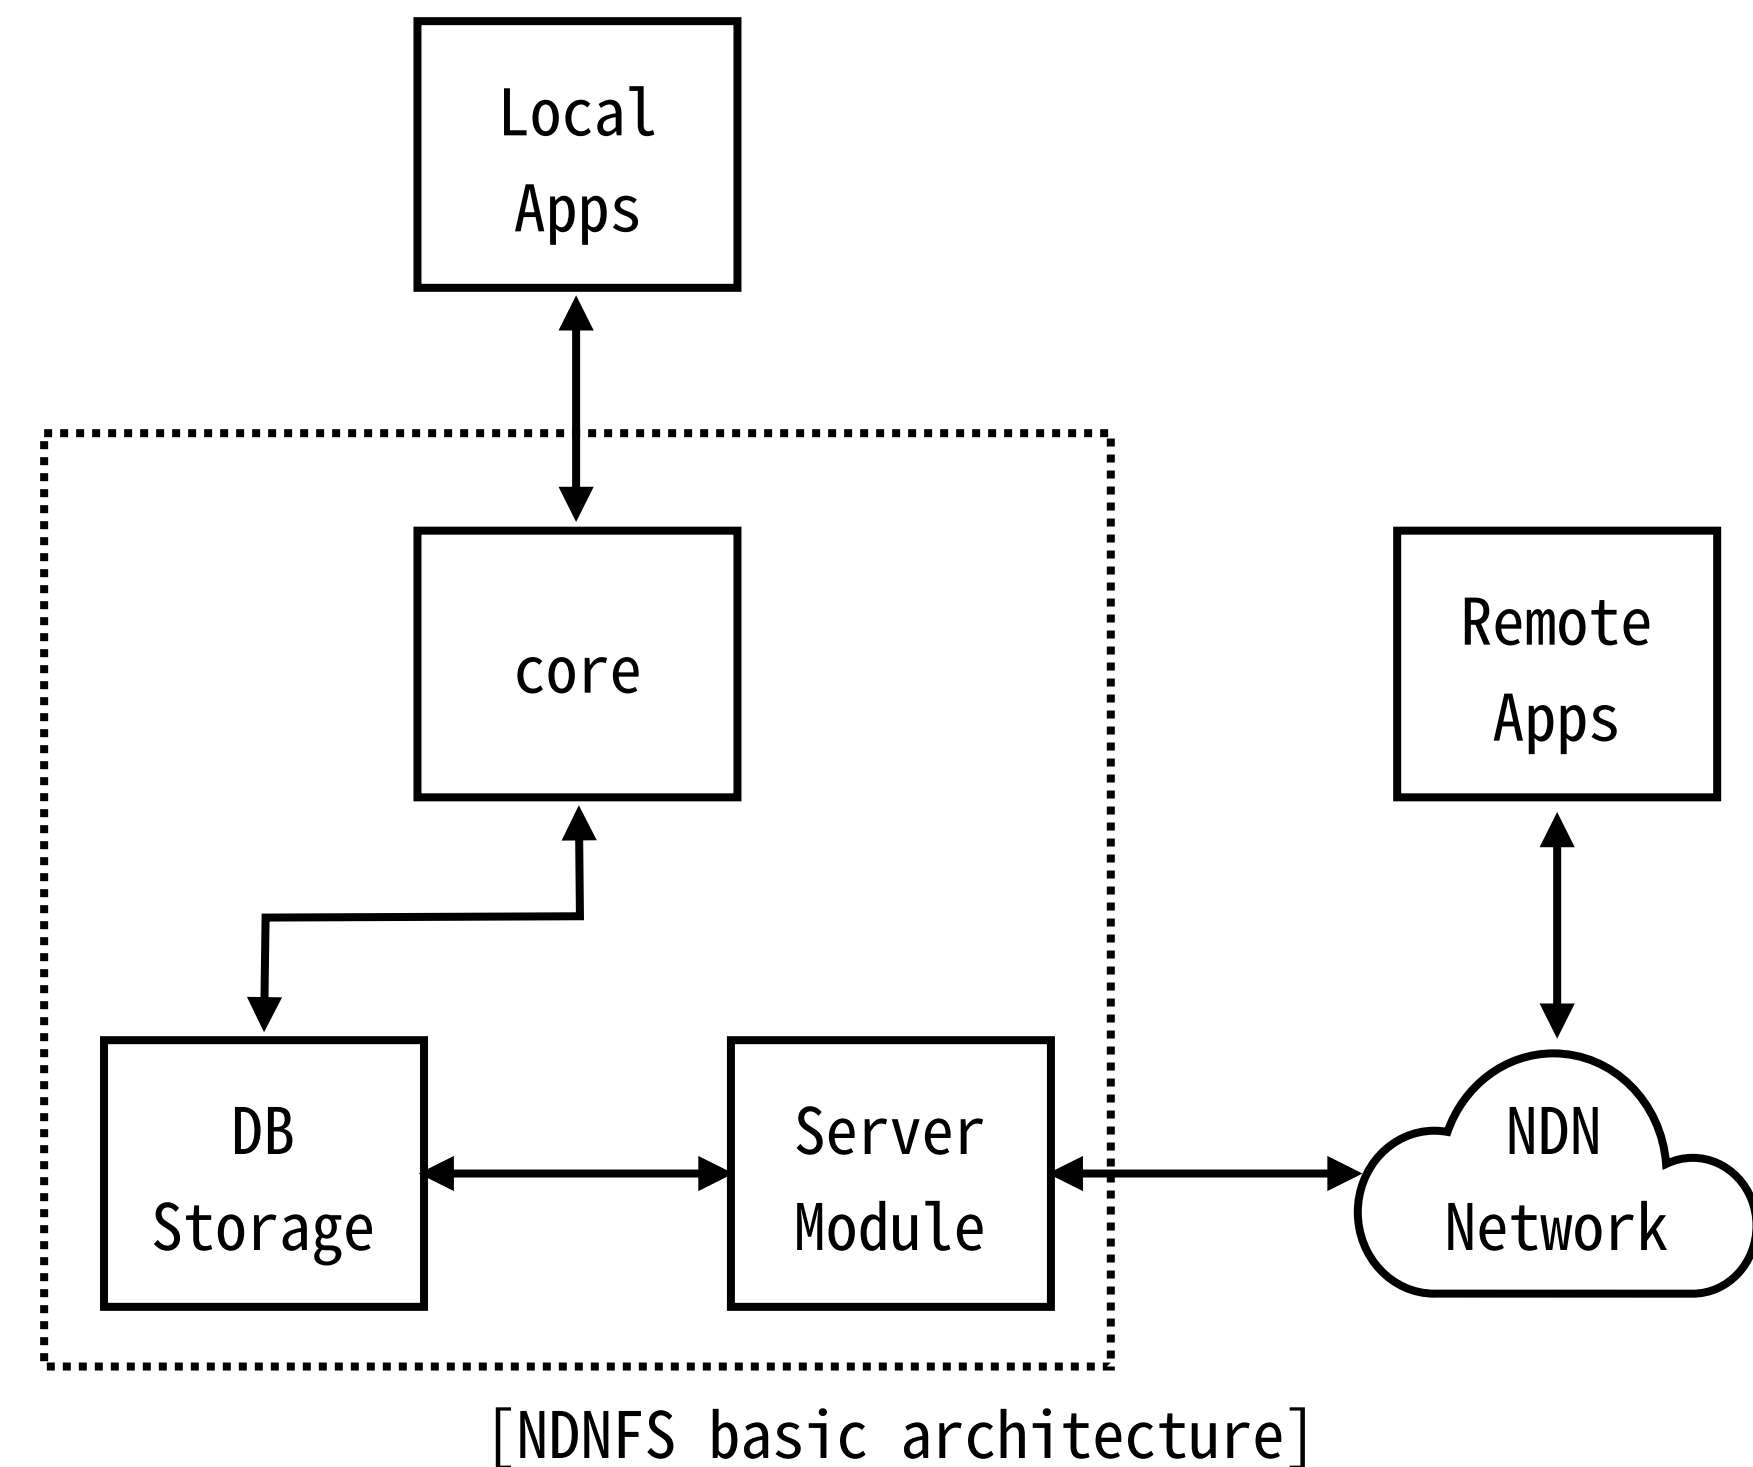 Local
Apps
core
Remote
Apps
DB
Storage
Server
Module
NDN
Network
[NDNFS basic architecture]